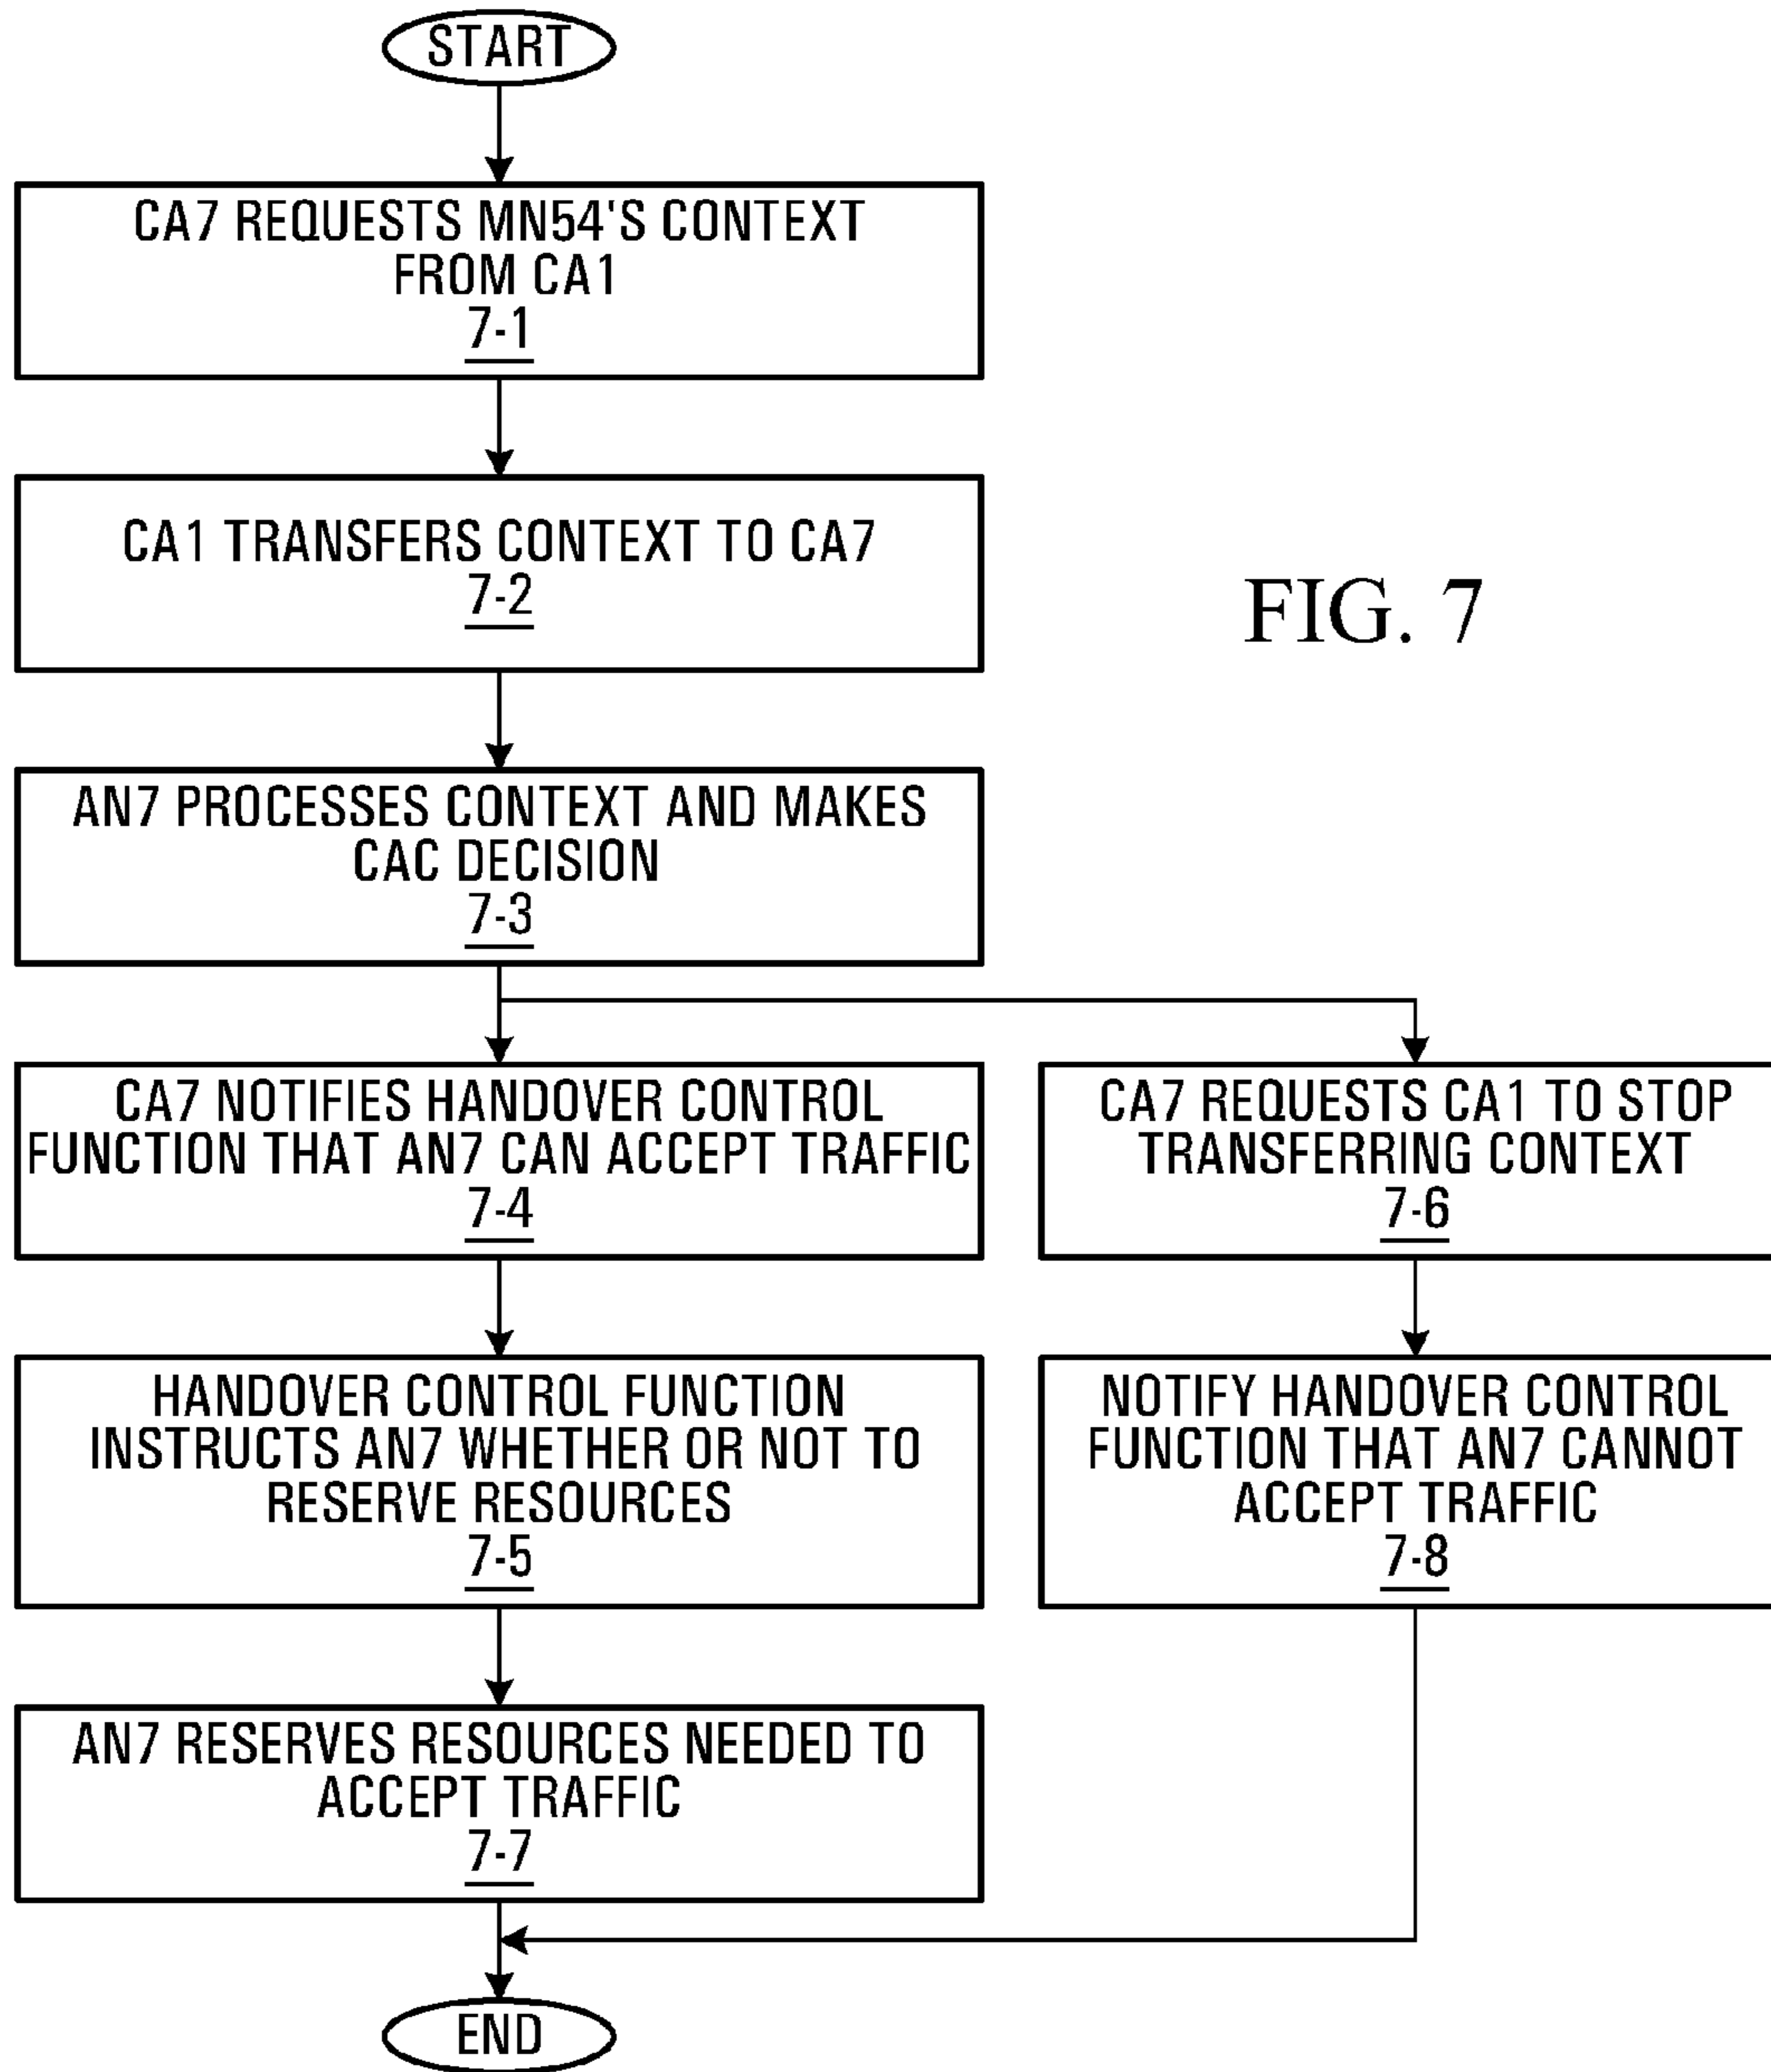 START
CA7 REQUESTS MN54'S CONTEXT
FROM CA1
7-1
CA1 TRANSFERS CONTEXT TO CA7
7-2
FIG. 7
AN7 PROCESSES CONTEXT AND MAKES
CAC DECISION
7-3
CA7 NOTIFIES HANDOVER CONTROL
FUNCTION THAT AN7 CAN ACCEPT TRAFFIC
7-4
CA7 REQUESTS CA1 TO STOP
TRANSFERRING CONTEXT
7-6
HANDOVER CONTROL FUNCTION
INSTRUCTS AN7 WHETHER OR NOT TO
RESERVE RESOURCES
7-5
NOTIFY HANDOVER CONTROL
FUNCTION THAT AN7 CANNOT
ACCEPT TRAFFIC
7-8
AN7 RESERVES RESOURCES NEEDED TO
ACCEPT TRAFFIC
7-7
END